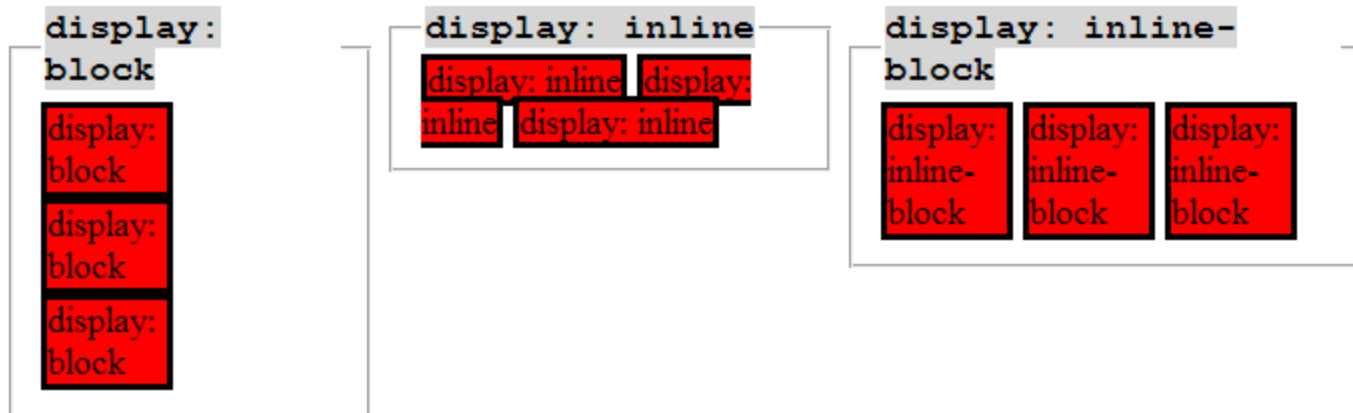 display:
block
display:
block
display:
block
display:
block
display: inline
display: inline display:
inline display: inline
display: inline-
block
display: display: display:
inline- inline- inline-
block block block